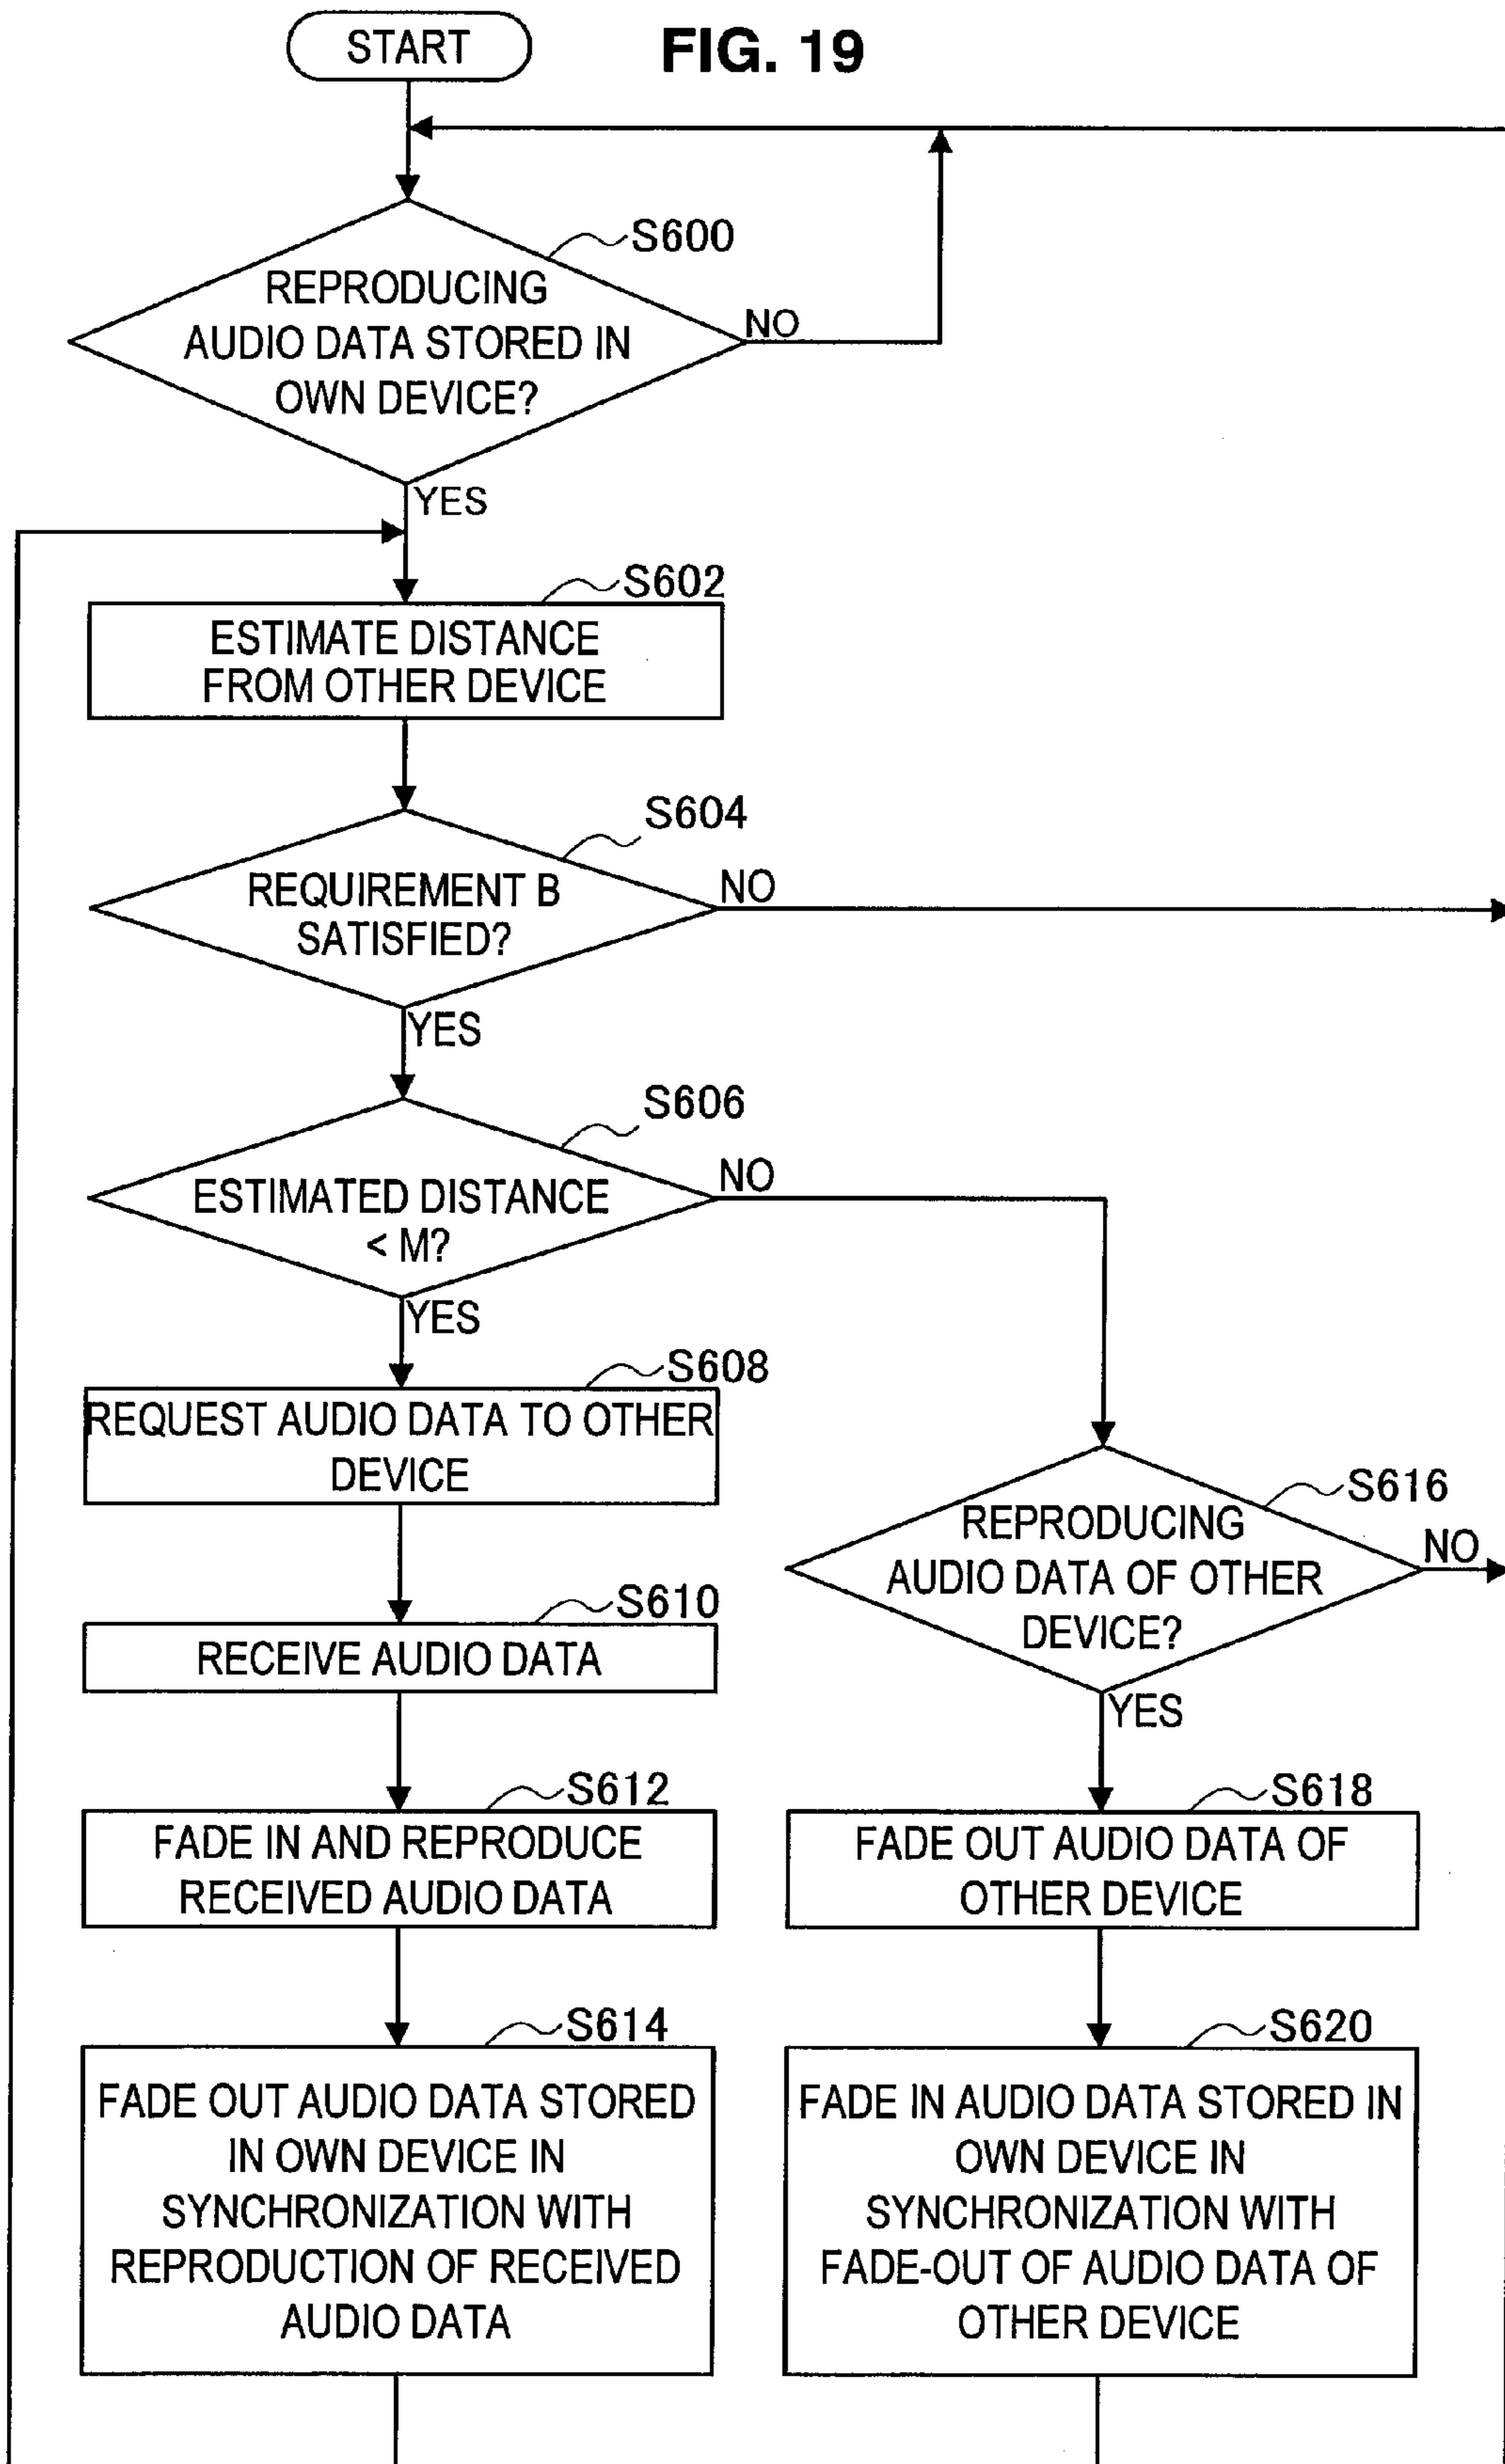 START
FIG. 19
S600
REPRODUCING
AUDIO DATA STORED IN
OWN DEVICE?
NO
YES
S602
ESTIMATE DISTANCE
FROM OTHER DEVICE
S604
REQUIREMENT B
SATISFIED?
NO
YES
S606
ESTIMATED DISTANCE
< M?
NO
YES
S608
REQUEST AUDIO DATA TO OTHER
DEVICE
S610
RECEIVE AUDIO DATA
S612
FADE IN AND REPRODUCE
RECEIVED AUDIO DATA
S614
FADE OUT AUDIO DATA STORED
IN OWN DEVICE IN
SYNCHRONIZATION WITH
REPRODUCTION OF RECEIVED
AUDIO DATA
S616
REPRODUCING
AUDIO DATA OF OTHER
DEVICE?
NO
YES
S618
FADE OUT AUDIO DATA OF
OTHER DEVICE
S620
FADE IN AUDIO DATA STORED IN
OWN DEVICE IN
SYNCHRONIZATION WITH
FADE-OUT OF AUDIO DATA OF
OTHER DEVICE